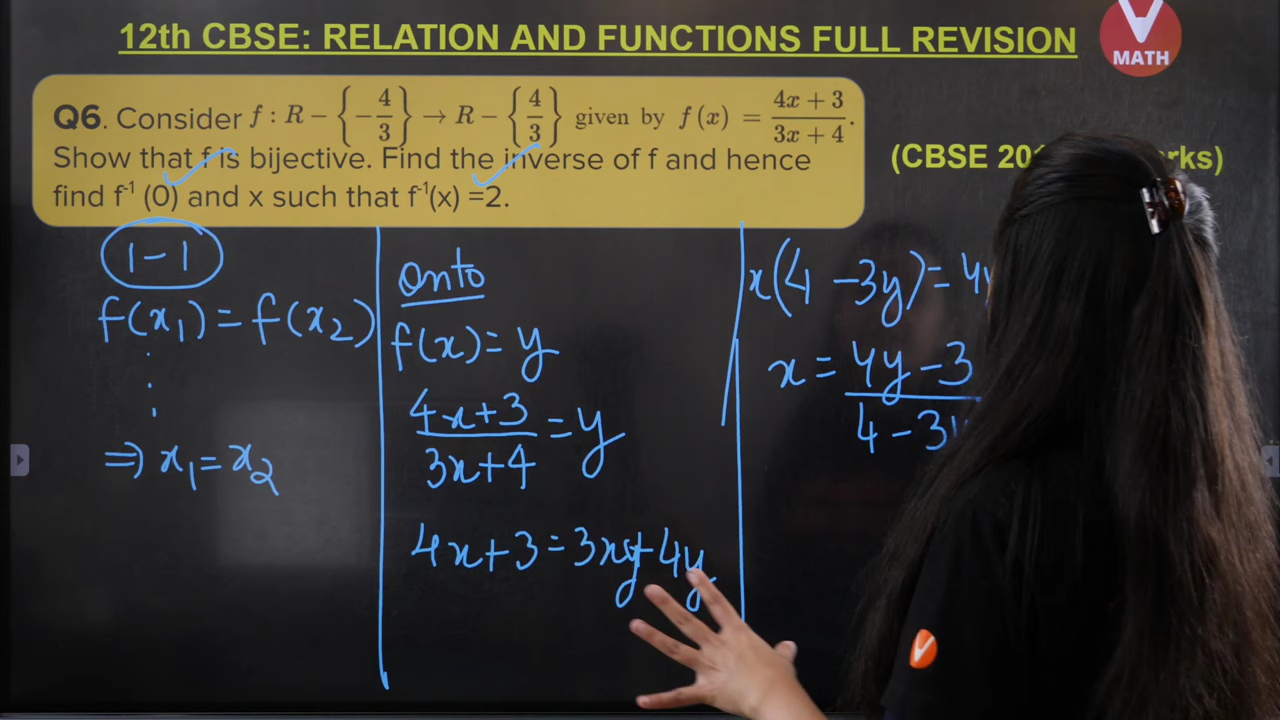 12th CBSE: RELATION AND FUNCTIONS FULL REVISION
V
MATH
Q6. Consider f : R − {−4/3} → R − {4/3} given by f(x) = (4x + 3)/(3x + 4).
Show that f is bijective. Find the inverse of f and hence
find f⁻¹ (0) and x such that f⁻¹(x) =2.
(CBSE
1-1
f(x₁) = f(x₂)
⇒ x₁ = x₂
Onto
f(x) = y
(4x+3)/(3x+4) = y
4x+3 = 3xy+4y
x(4 − 3y) = 4y
x = (4y − 3)/(4 − 3y